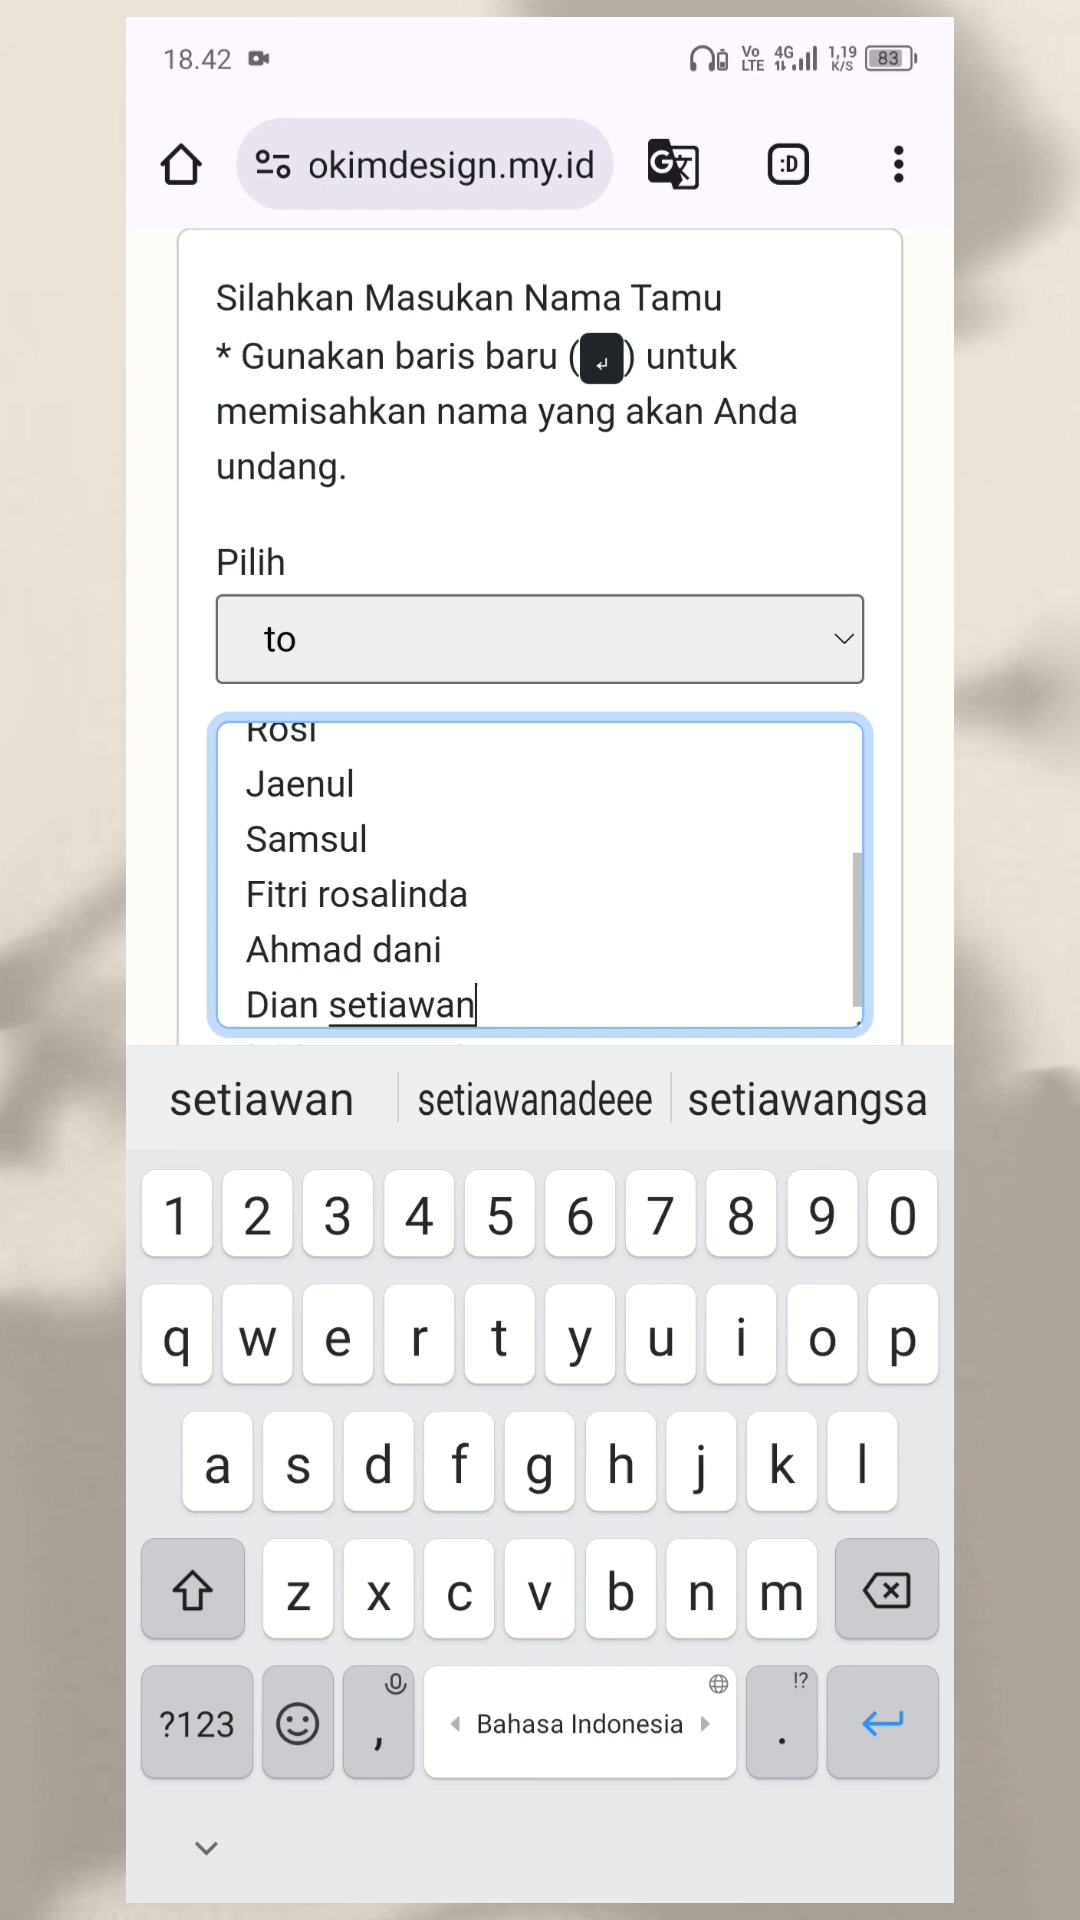 18.42
Vo LTE 4G 1,19 K/S 83
okimdesign.my.id :D
Silahkan Masukan Nama Tamu
* Gunakan baris baru (↵) untuk
memisahkan nama yang akan Anda
undang.
Pilih
to
Rosi
Jaenul
Samsul
Fitri rosalinda
Ahmad dani
Dian setiawan
setiawan setiawanadeee setiawangsa
1 2 3 4 5 6 7 8 9 0
q w e r t y u i o p
a s d f g h j k l
z x c v b n m
?123 , Bahasa Indonesia !? .